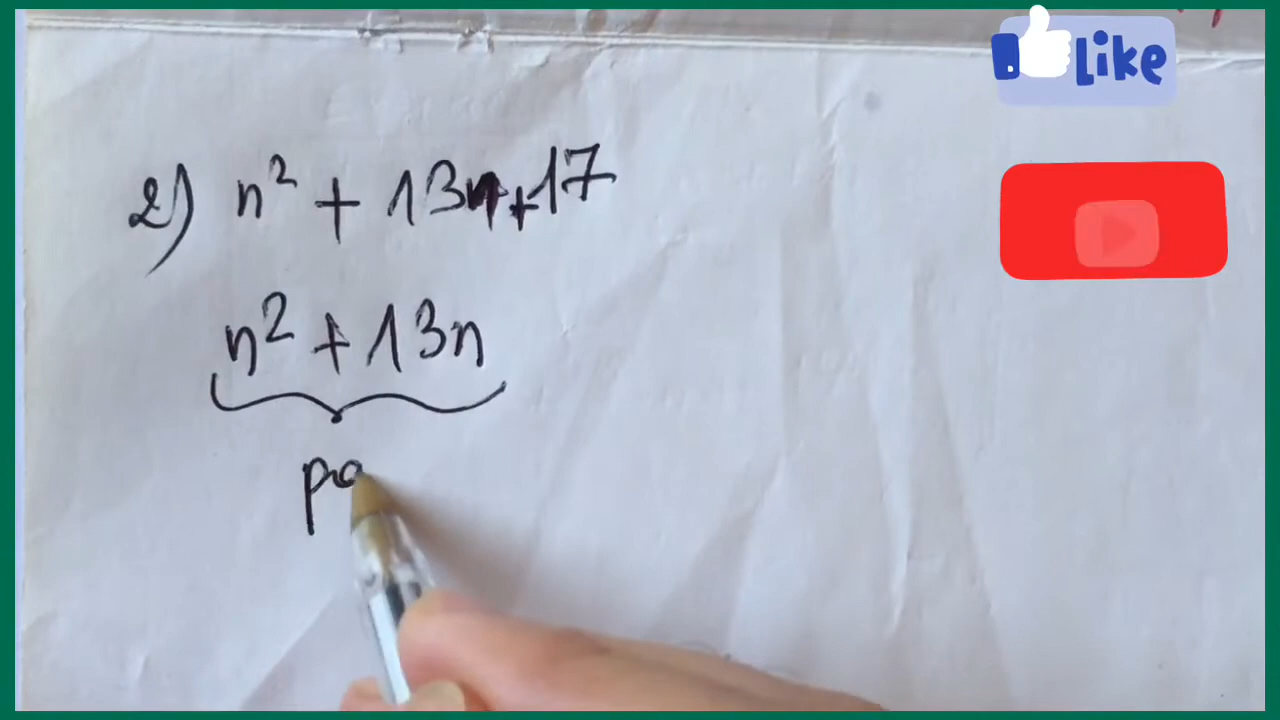 2) n² + 13n + 17
n² + 13n
pa
Like